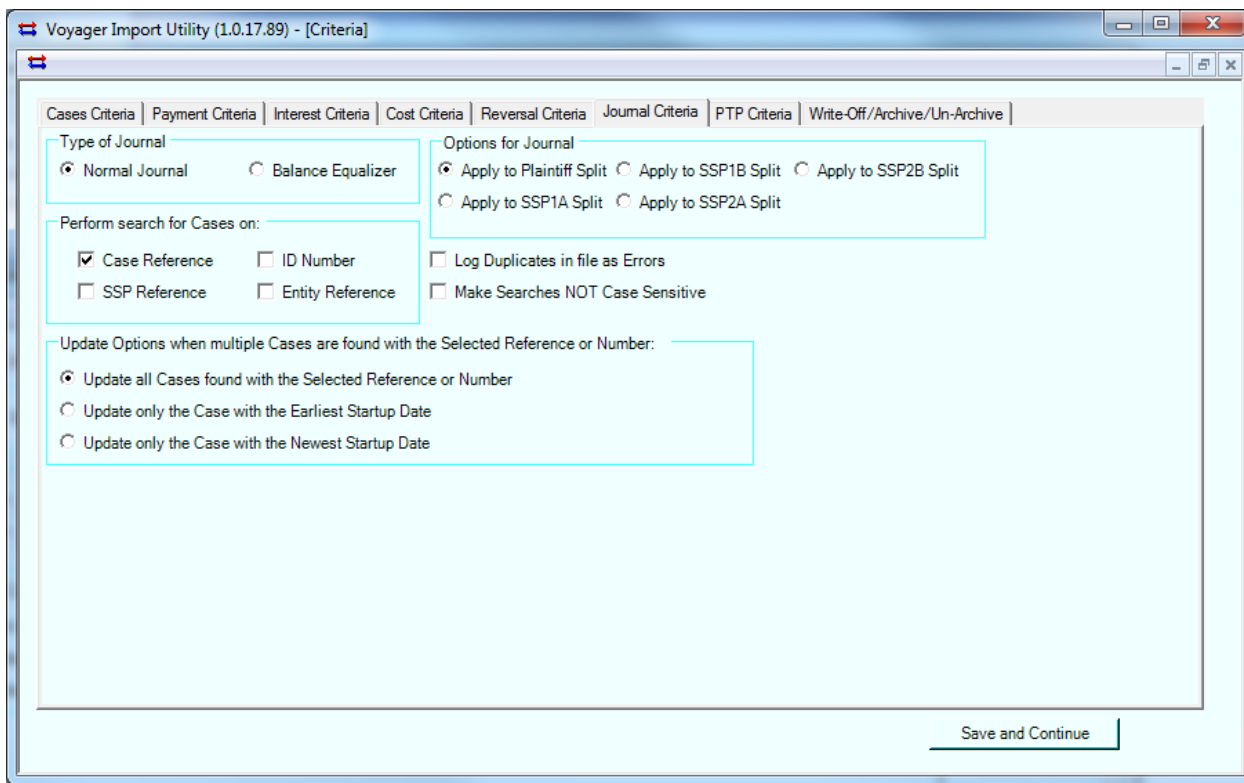 Voyager Import Utility (1.0.17.89) - [Criteria]
Cases Criteria Payment Criteria Interest Criteria Cost Criteria Reversal Criteria Journal Criteria PTP Criteria Write-Off/Archive/Un-Archive
Type of Journal
Normal Journal Balance Equalizer
Options for Journal
Apply to Plaintiff Split Apply to SSP1B Split Apply to SSP2B Split
Apply to SSP1A Split Apply to SSP2A Split
Perform search for Cases on:
Case Reference ID Number
SSP Reference Entity Reference
Log Duplicates in file as Errors
Make Searches NOT Case Sensitive
Update Options when multiple Cases are found with the Selected Reference or Number:
Update all Cases found with the Selected Reference or Number
Update only the Case with the Earliest Startup Date
Update only the Case with the Newest Startup Date
Save and Continue